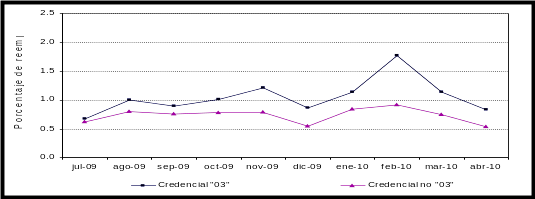 2.5
2.0
1.5
1.0
0.5
0.0
Porcentaje de reem
jul-09 ago-09 sep-09 oct-09 nov-09 dic-09 ene-10 feb-10 mar-10 abr-10
Credencial "03" Credencial no "03"